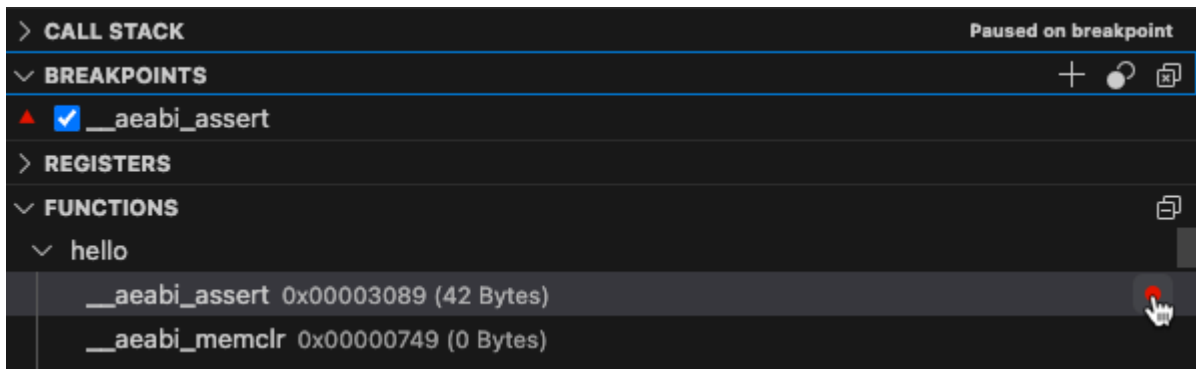 CALL STACK Paused on breakpoint
BREAKPOINTS
__aeabi_assert
REGISTERS
FUNCTIONS
hello
__aeabi_assert 0x00003089 (42 Bytes)
__aeabi_memclr 0x00000749 (0 Bytes)